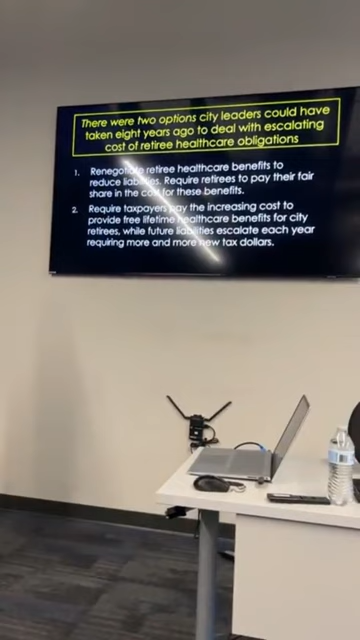 There were two options city leaders could have
taken eight years ago to deal with escalating
cost of retiree healthcare obligations
1. Renegotiate retiree healthcare benefits to
reduce liabilities. Require retirees to pay their fair
share in the cost for these benefits.
2. Require taxpayers pay the increasing cost to
provide free lifetime healthcare benefits for city
retirees, while future liabilities escalate each year
requiring more and more new tax dollars.